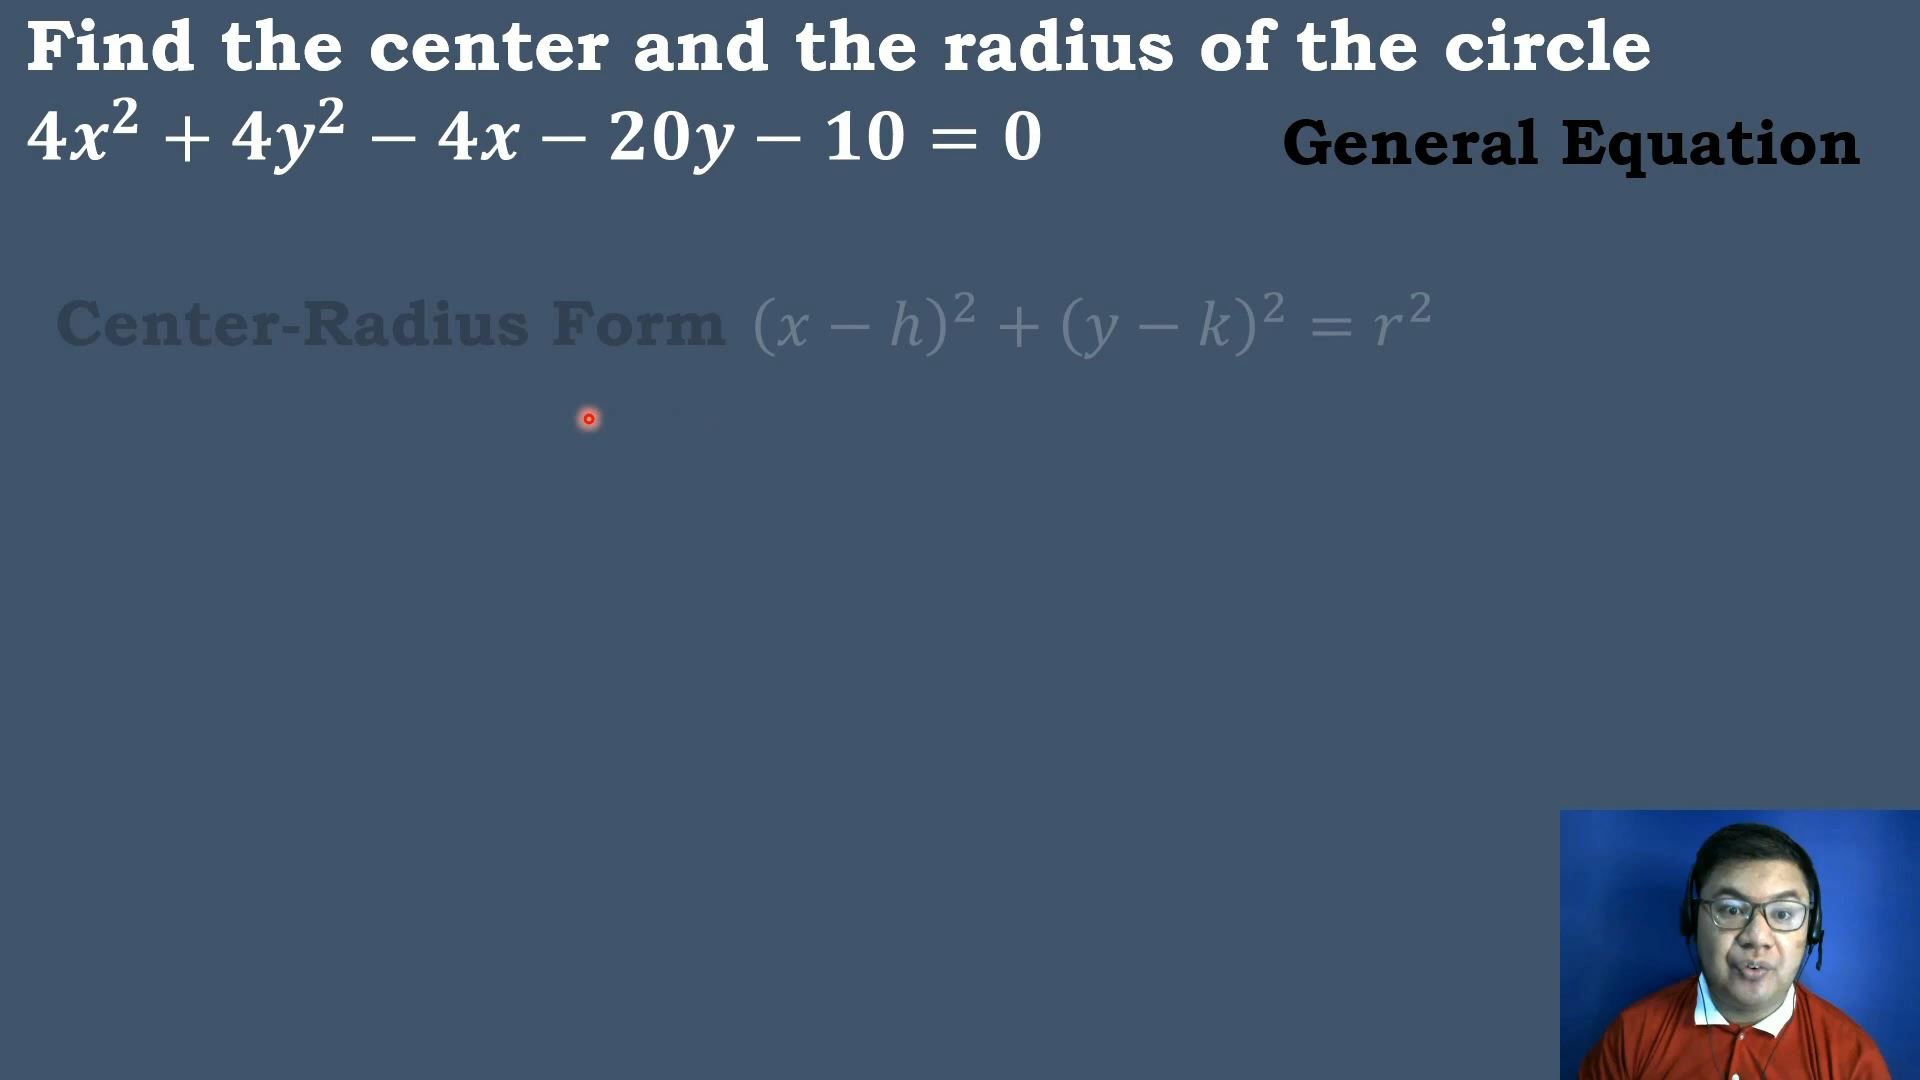 Find the center and the radius of the circle
4x² + 4y² − 4x − 20y − 10 = 0 General Equation
Center-Radius Form (x − h)² + (y − k)² = r²